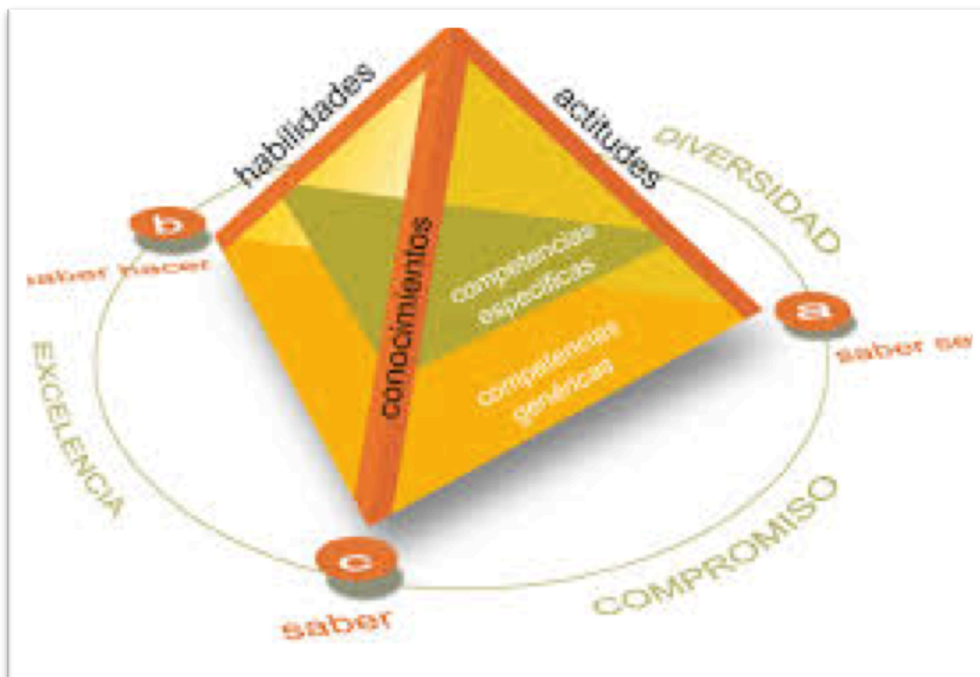 habilidades
actitudes
DIVERSIDAD
b
saber hacer
conocimientos
competencias
específicas
a
saber se
competencias
genéricas
EXCELENCIA
COMPROMISO
c
saber